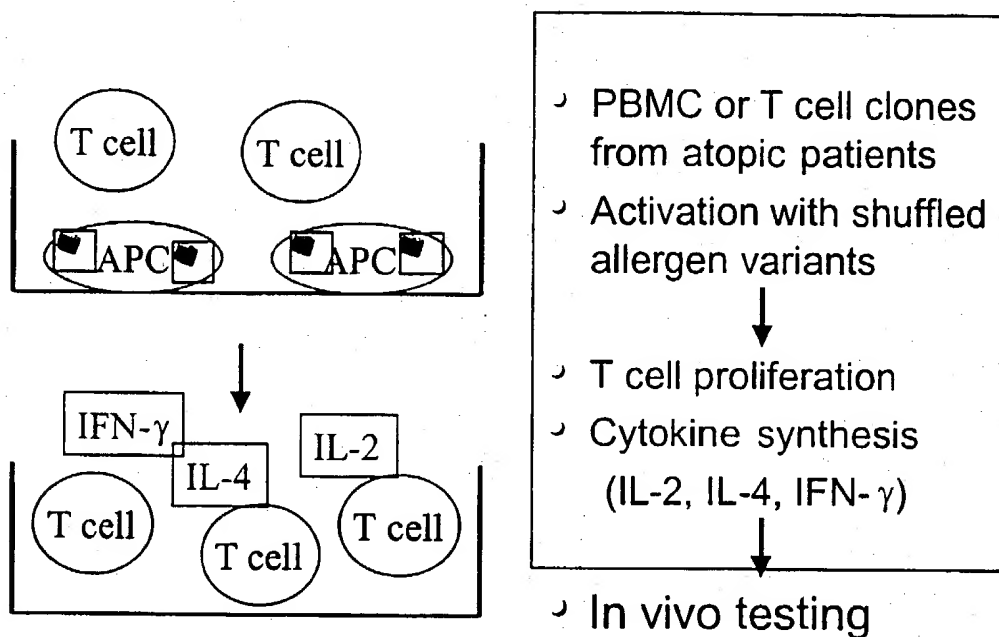 T cell
T cell
APC
APC
IFN-γ
IL-4
IL-2
T cell
T cell
T cell
PBMC or T cell clones
from atopic patients
Activation with shuffled
allergen variants
T cell proliferation
Cytokine synthesis
(IL-2, IL-4, IFN- γ)
In vivo testing